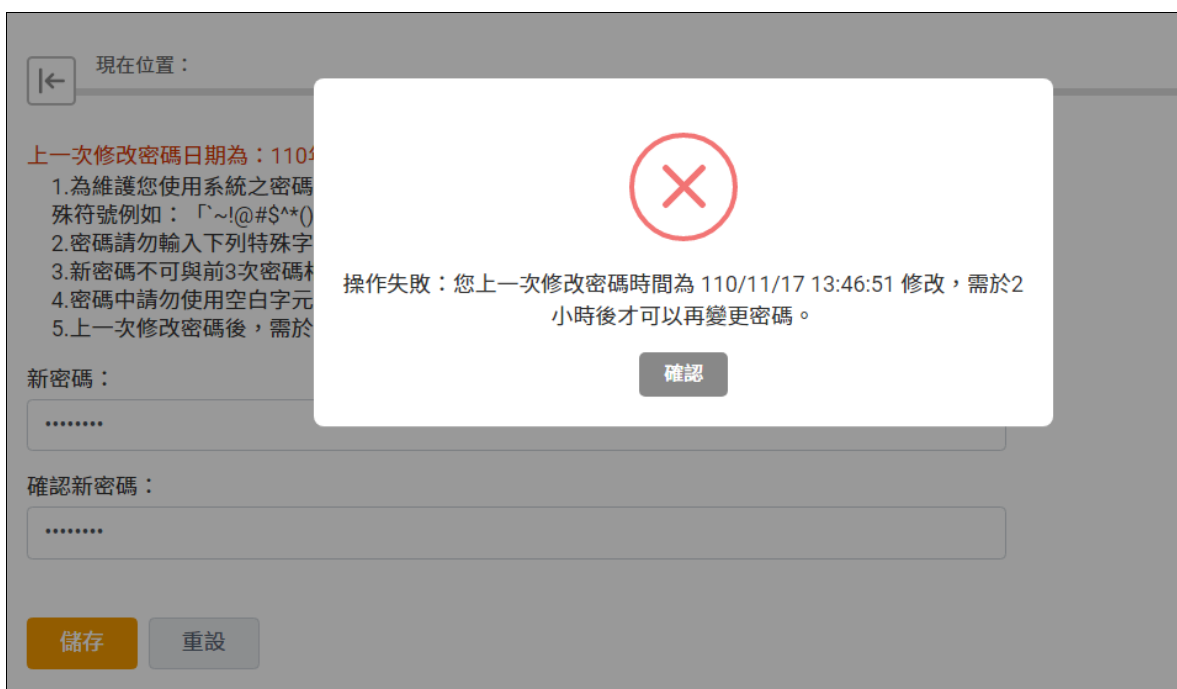 現在位置：
上一次修改密碼日期為：110
1.為維護您使用系統之密碼
殊符號例如：「`~!@#$^*()
2.密碼請勿輸入下列特殊字
3.新密碼不可與前3次密碼
4.密碼中請勿使用空白字元
5.上一次修改密碼後，需於
操作失敗：您上一次修改密碼時間為 110/11/17 13:46:51 修改，需於2
小時後才可以再變更密碼。
確認
新密碼：
••••••••
確認新密碼：
••••••••
儲存
重設